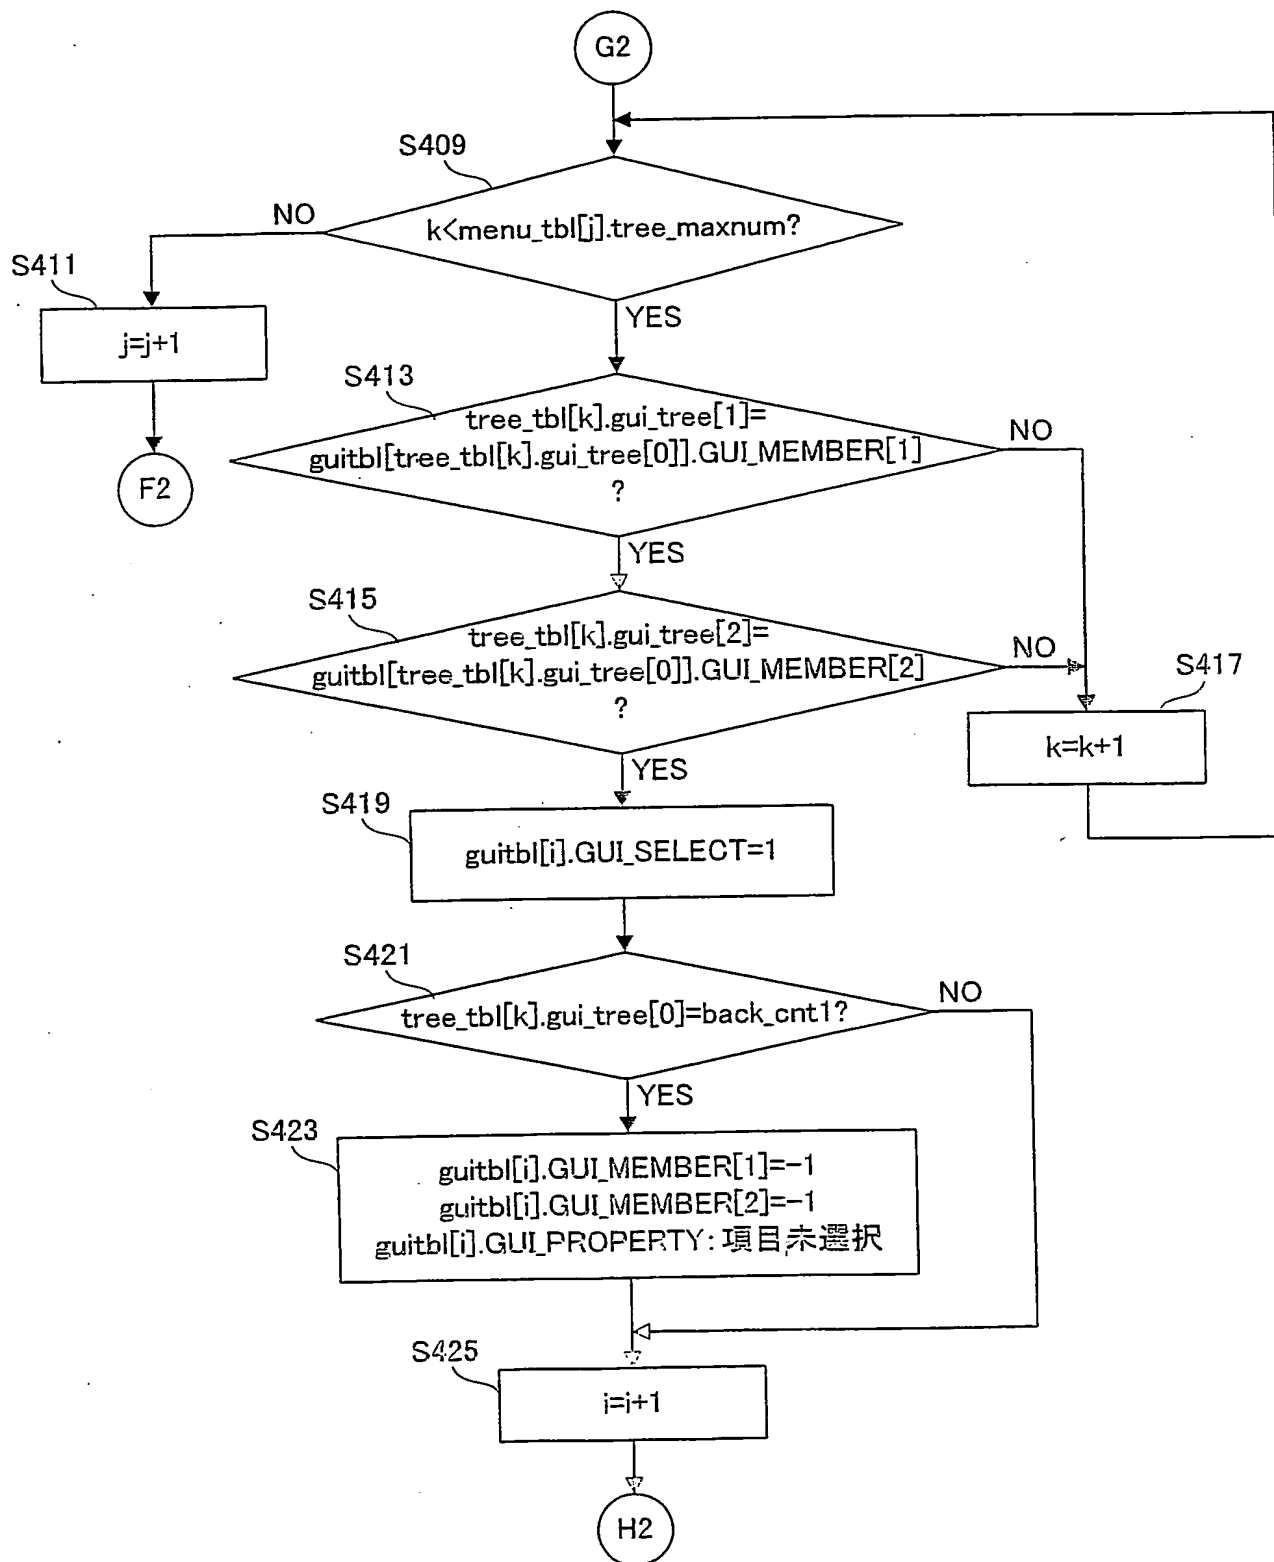 G2
S409
k<menu_tbl[j].tree_maxnum?
NO
YES
S411
j=j+1
F2
S413
tree_tbl[k].gui_tree[1]=
guitbl[tree_tbl[k].gui_tree[0]].GUI_MEMBER[1]
?
NO
YES
S415
tree_tbl[k].gui_tree[2]=
guitbl[tree_tbl[k].gui_tree[0]].GUI_MEMBER[2]
?
NO
YES
S417
k=k+1
S419
guitbl[i].GUI_SELECT=1
S421
tree_tbl[k].gui_tree[0]=back_cnt1?
NO
YES
S423
guitbl[i].GUI_MEMBER[1]=-1
guitbl[i].GUI_MEMBER[2]=-1
guitbl[i].GUI_PROPERTY:項目未選択
S425
i=i+1
H2